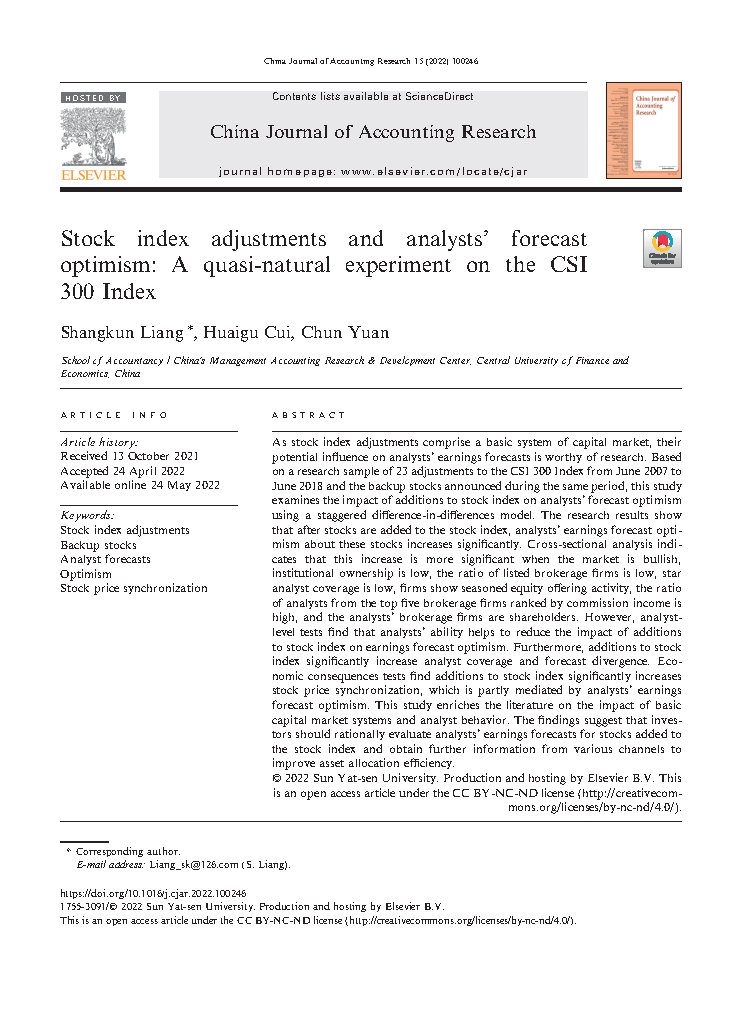 China Journal of Accounting Research 15 (2022) 100246
HOSTED BY
ELSEVIER
Contents lists available at ScienceDirect
China Journal of Accounting Research
journal homepage: www.elsevier.com/locate/cjar
China Journal of
Accounting
Research
Stock index adjustments and analysts’ forecast
optimism: A quasi-natural experiment on the CSI
300 Index
Check for
updates
Shangkun Liang *, Huaigu Cui, Chun Yuan
School of Accountancy / China's Management Accounting Research & Development Center, Central University of Finance and
Economics, China
ARTICLE INFO
Article history:
Received 13 October 2021
Accepted 24 April 2022
Available online 24 May 2022
Keywords:
Stock index adjustments
Backup stocks
Analyst forecasts
Optimism
Stock price synchronization
ABSTRACT
As stock index adjustments comprise a basic system of capital market, their
potential influence on analysts’ earnings forecasts is worthy of research. Based
on a research sample of 23 adjustments to the CSI 300 Index from June 2007 to
June 2018 and the backup stocks announced during the same period, this study
examines the impact of additions to stock index on analysts’ forecast optimism
using a staggered difference-in-differences model. The research results show
that after stocks are added to the stock index, analysts’ earnings forecast opti-
mism about these stocks increases significantly. Cross-sectional analysis indi-
cates that this increase is more significant when the market is bullish,
institutional ownership is low, the ratio of listed brokerage firms is low, star
analyst coverage is low, firms show seasoned equity offering activity, the ratio
of analysts from the top five brokerage firms ranked by commission income is
high, and the analysts’ brokerage firms are shareholders. However, analyst-
level tests find that analysts’ ability helps to reduce the impact of additions
to stock index on earnings forecast optimism. Furthermore, additions to stock
index significantly increase analyst coverage and forecast divergence. Eco-
nomic consequences tests find additions to stock index significantly increases
stock price synchronization, which is partly mediated by analysts’ earnings
forecast optimism. This study enriches the literature on the impact of basic
capital market systems and analyst behavior. The findings suggest that inves-
tors should rationally evaluate analysts’ earnings forecasts for stocks added to
the stock index and obtain further information from various channels to
improve asset allocation efficiency.
© 2022 Sun Yat-sen University. Production and hosting by Elsevier B.V. This
is an open access article under the CC BY-NC-ND license (http://creativecom-
mons.org/licenses/by-nc-nd/4.0/).
* Corresponding author.
E-mail address: Liang_sk@126.com (S. Liang).
https://doi.org/10.1016/j.cjar.2022.100246
1755-3091/© 2022 Sun Yat-sen University. Production and hosting by Elsevier B.V.
This is an open access article under the CC BY-NC-ND license (http://creativecommons.org/licenses/by-nc-nd/4.0/).